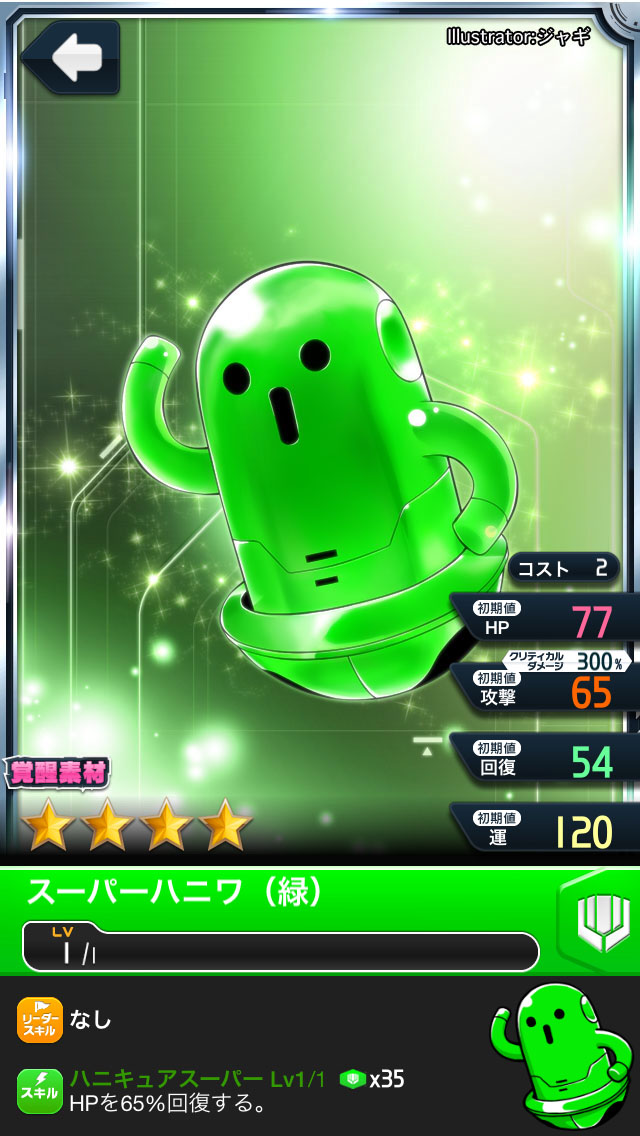 Illustrator:ジャギ
コスト 2
初期値
HP 77
クリティカル
ダメージ 300%
初期値
攻撃 65
初期値
回復 54
初期値
運 120
覚醒素材
スーパーハニワ（緑）
LV
1/1
リーダー
スキル
なし
スキル
ハニキュアスーパー Lv1/1 x35
HPを65%回復する。